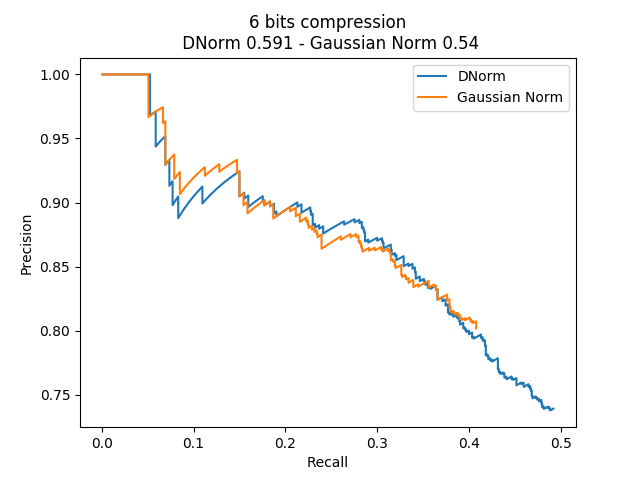 6 bits compression
DNorm 0.591 - Gaussian Norm 0.54
DNorm
Gaussian Norm
Precision
1.00
0.95
0.90
0.85
0.80
0.75
0.0 0.1 0.2 0.3 0.4 0.5
Recall